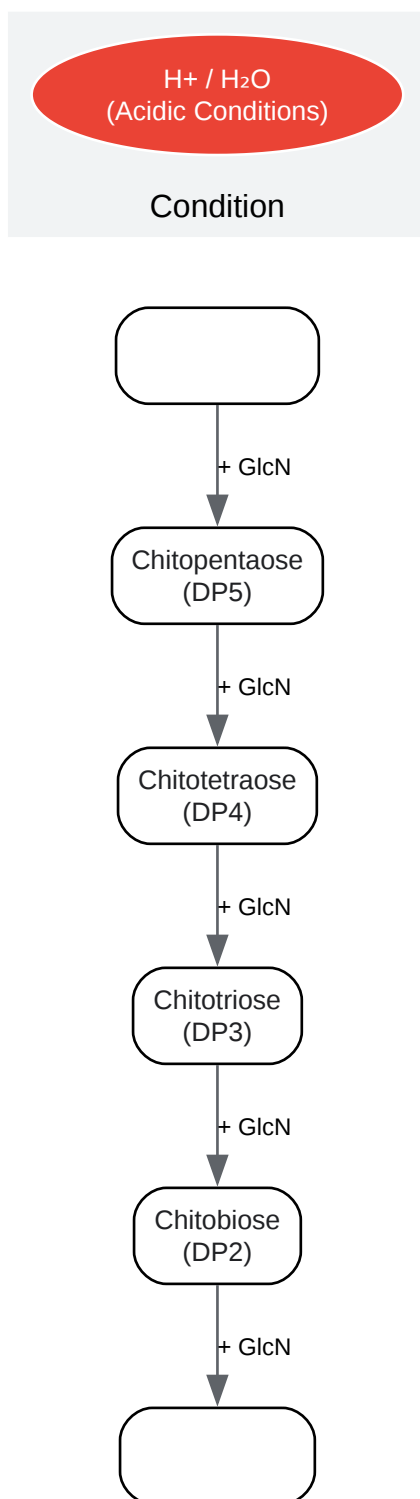 H+ / H₂O
(Acidic Conditions)
Condition
+ GlcN
Chitopentaose
(DP5)
+ GlcN
Chitotetraose
(DP4)
+ GlcN
Chitotriose
(DP3)
+ GlcN
Chitobiose
(DP2)
+ GlcN